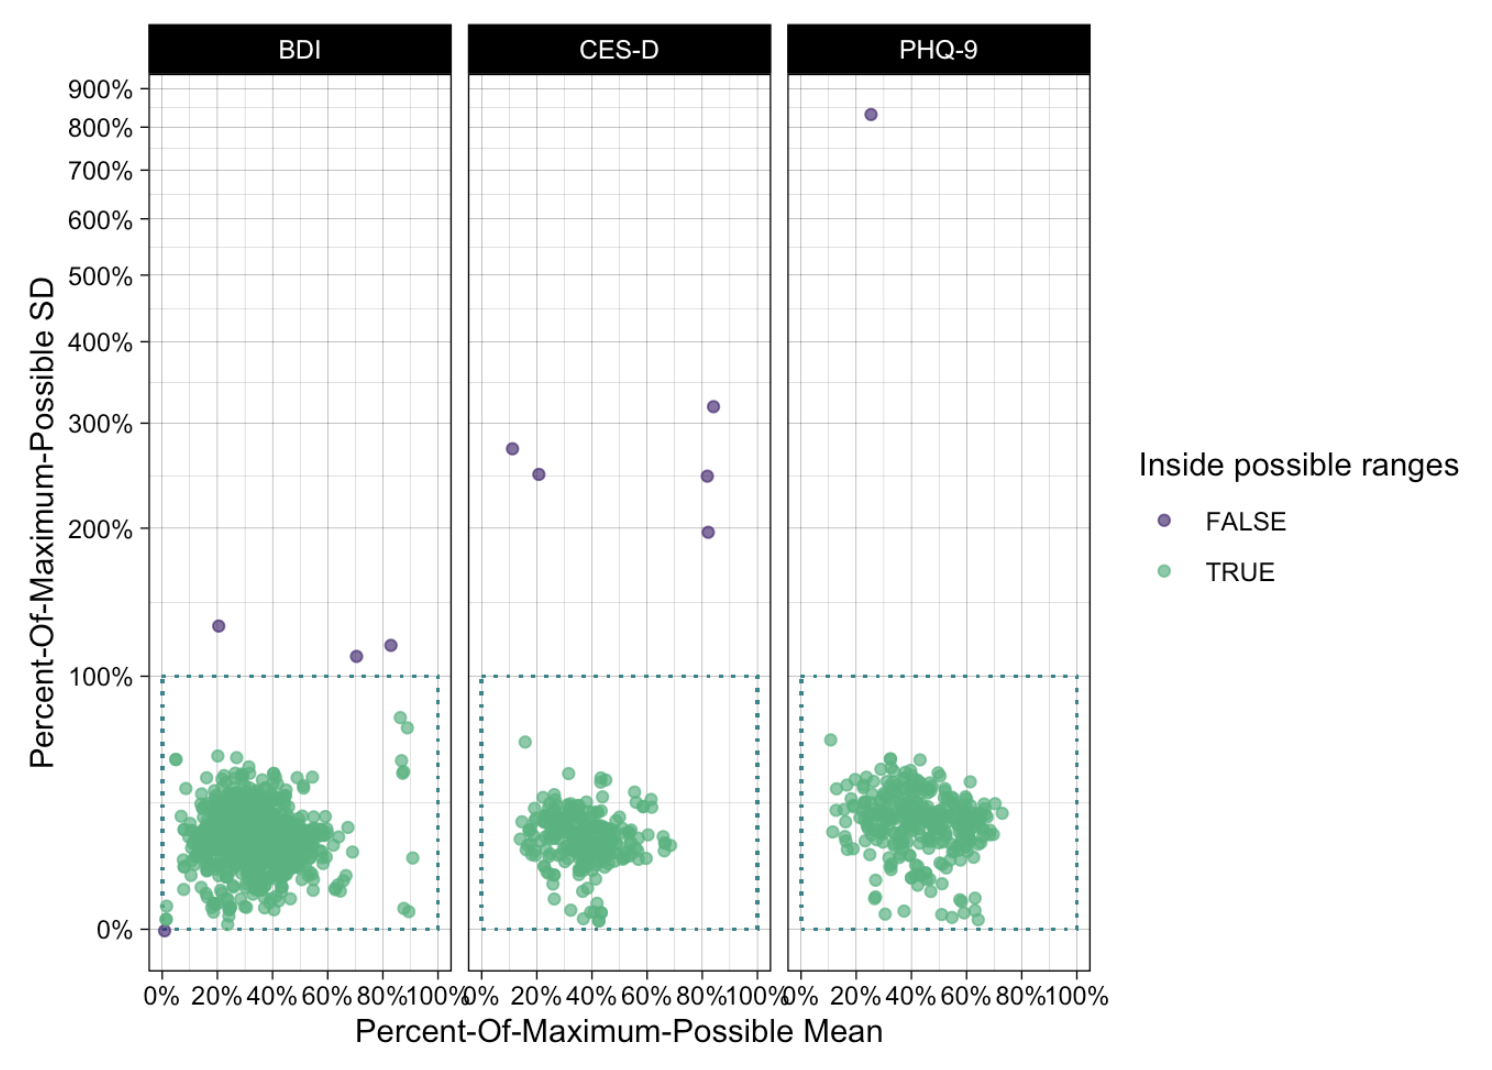 BDI CES-D PHQ-9
900%
800%
700%
600%
500%
400%
300%
200%
100%
0%
Percent-Of-Maximum-Possible SD
0% 20% 40% 60% 80% 100% 0% 20% 40% 60% 80% 100% 0% 20% 40% 60% 80% 100%
Percent-Of-Maximum-Possible Mean
Inside possible ranges
FALSE
TRUE